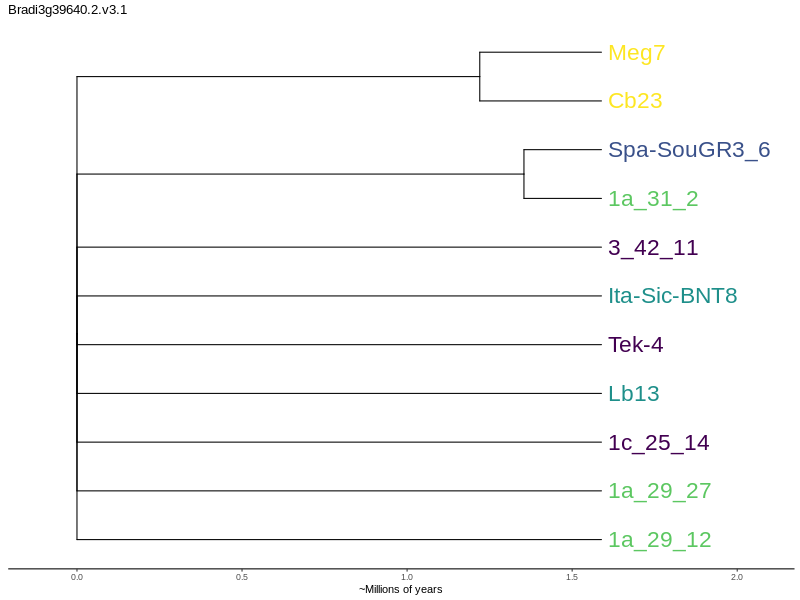 Bradi3g39640.2.v3.1
Meg7
Cb23
Spa-SouGR3_6
1a_31_2
3_42_11
Ita-Sic-BNT8
Tek-4
Lb13
1c_25_14
1a_29_27
1a_29_12
0.0 0.5 1.0 1.5 2.0
~Millions of years